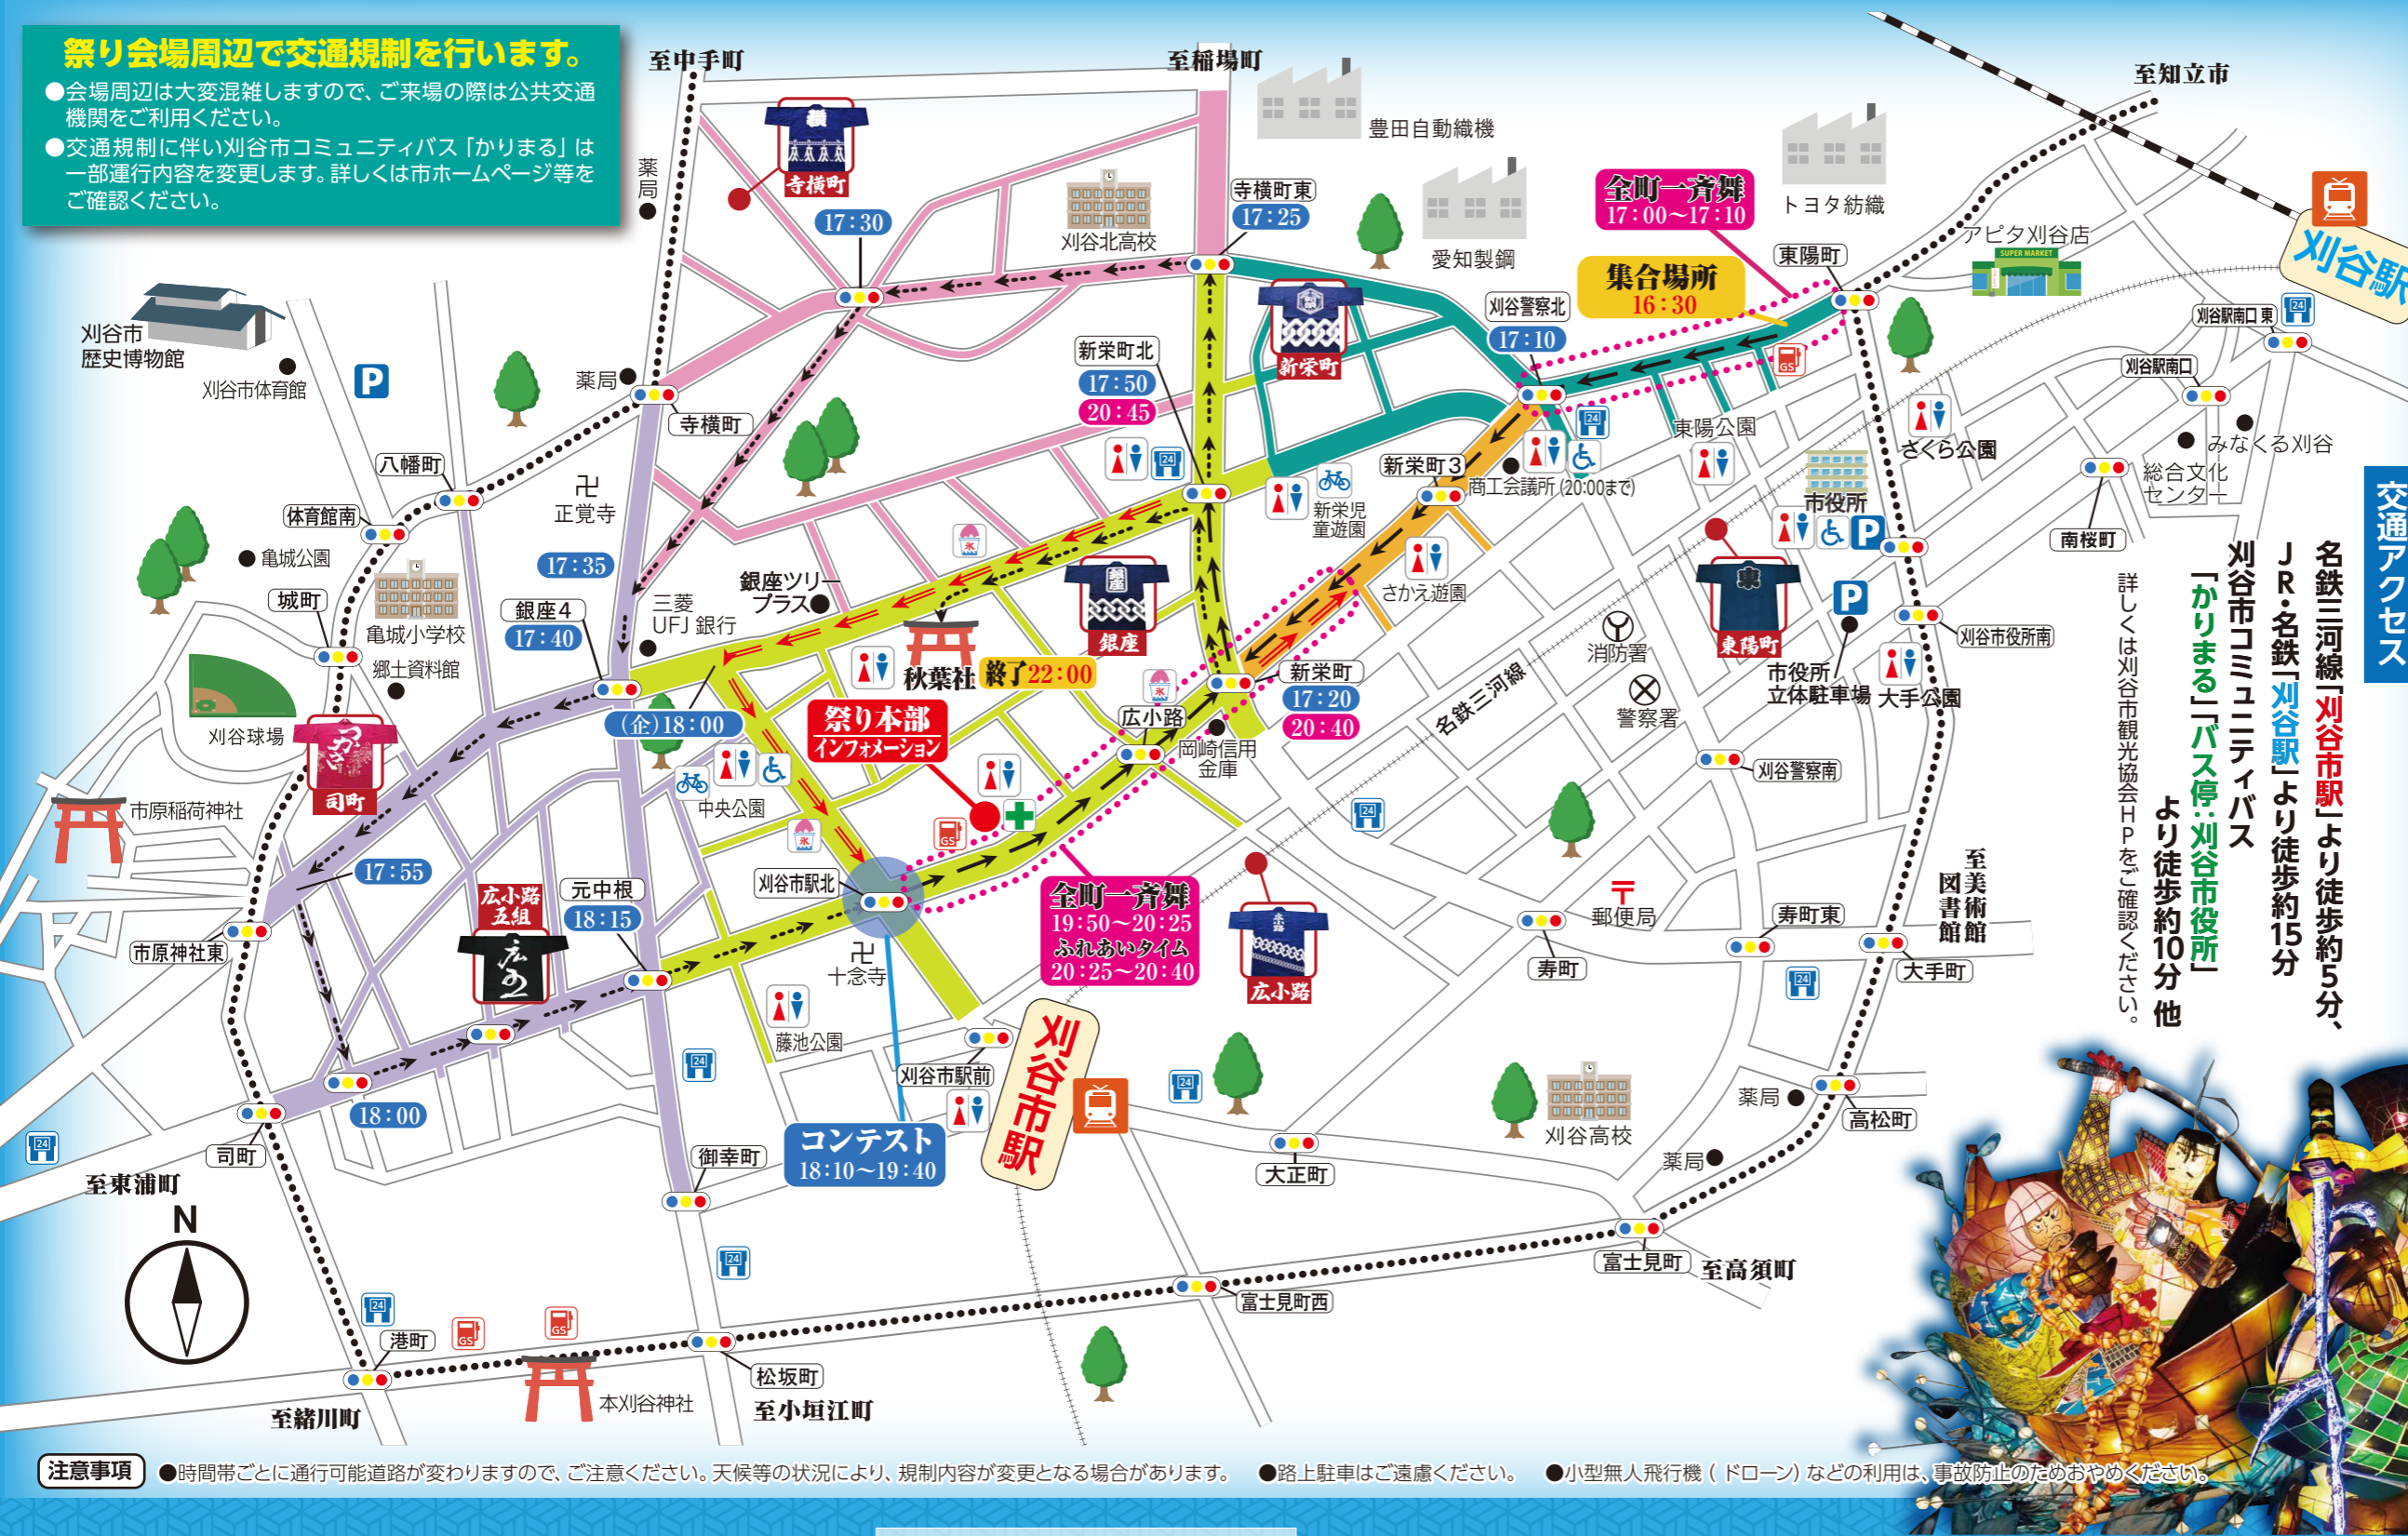 祭り会場周辺で交通規制を行います。
●会場周辺は大変混雑しますので、ご来場の際は公共交通
機関をご利用ください。
●交通規制に伴い刈谷市コミュニティバス「かりまる」は
一部運行内容を変更します。詳しくは市ホームページ等を
ご確認ください。
至中手町
至稲場町
至知立市
豊田自動織機
トヨタ紡織
愛知製鋼
アピタ刈谷店
SUPER MARKET
刈谷駅
薬局
横
寺横町
17:30
刈谷北高校
寺横町東
17:25
全町一斉舞
17:00～17:10
集合場所
16:30
東陽町
刈谷警察北
17:10
刈谷駅南口東
24
刈谷駅南口
みなくる刈谷
総合文化
センター
南桜町
さくら公園
刈谷市
歴史博物館
刈谷市体育館
P
薬局
寺横町
新栄町
新栄町北
17:50
20:45
24
GS
24
東陽公園
新栄町3
商工会議所(20:00まで)
新栄児
童遊園
さかえ遊園
市役所
P
東
東陽町
P
市役所
立体駐車場
大手公園
刈谷市役所南
消防署
警察署
刈谷警察南
名鉄三河線
八幡町
体育館南
亀城公園
城町
亀城小学校
郷土資料館
刈谷球場
正覚寺
17:35
銀座4
17:40
三菱
UFJ 銀行
銀座ツリー
プラス
氷
銀座
銀座
秋葉社
終了22:00
(企)18:00
祭り本部
インフォメーション
氷
広小路
新栄町
17:20
20:40
岡崎信用
金庫
中央公園
氷
GS
つかさ
司町
市原稲荷神社
17:55
市原神社東
広小路
五組
広五
元中根
18:15
刈谷市駅北
十念寺
全町一斉舞
19:50～20:25
ふれあいタイム
20:25～20:40
広小路
広小路
24
郵便局
寿町
寿町東
24
大手町
至美術館
図書館
藤池公園
24
刈谷市駅前
刈谷市駅
コンテスト
18:10～19:40
18:00
司町
24
至東浦町
御幸町
24
24
大正町
刈谷高校
薬局
薬局
高松町
富士見町
至高須町
富士見町西
N
24
港町
GS
GS
松坂町
本刈谷神社
至緒川町
至小垣江町
交通アクセス
名鉄三河線「刈谷市駅」より徒歩約5分、
JR・名鉄「刈谷駅」より徒歩約15分
刈谷市コミュニティバス
「かりまる」「バス停：刈谷市役所」
より徒歩約10分 他
詳しくは刈谷市観光協会HPをご確認ください。
注意事項
●時間帯ごとに通行可能道路が変わりますので、ご注意ください。天候等の状況により、規制内容が変更となる場合があります。 ●路上駐車はご遠慮ください。 ●小型無人飛行機（ドローン）などの利用は、事故防止のためおやめください。